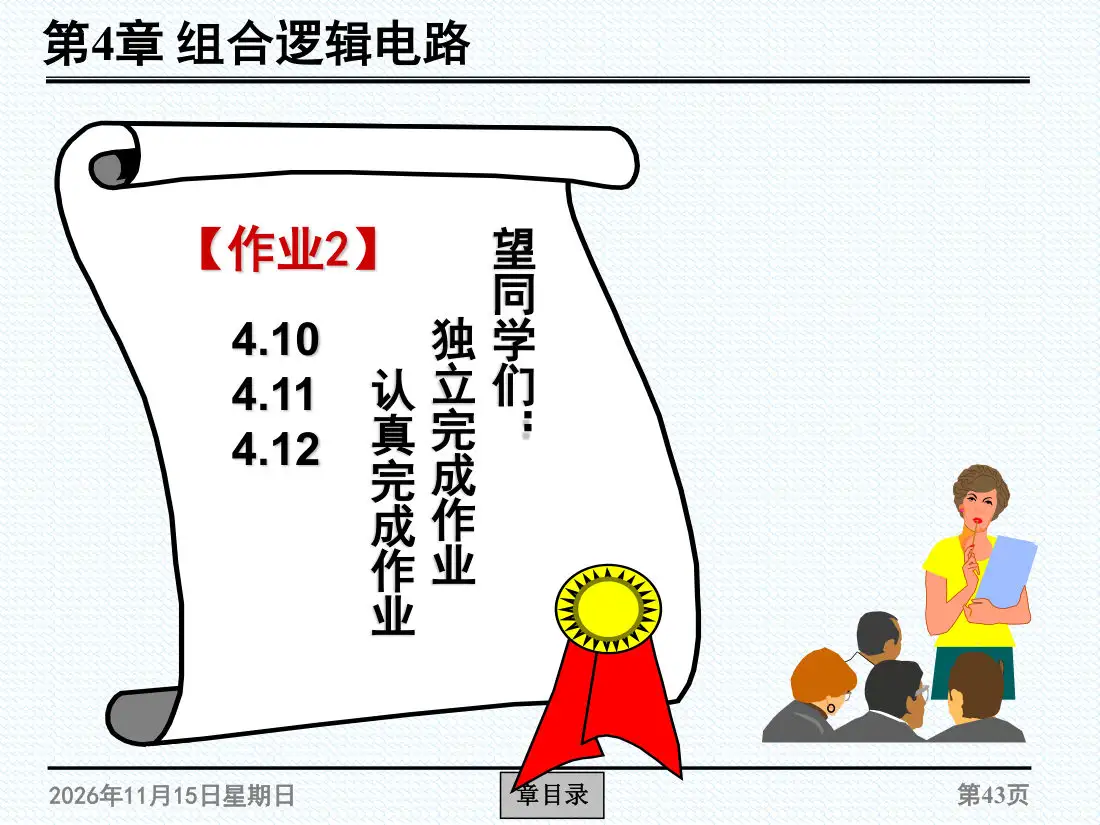 第4章 组合逻辑电路
【作业2】
4.10
4.11
4.12
望同学们:
独立完成作业
认真完成作业
2026年11月15日星期日
章目录
第43页